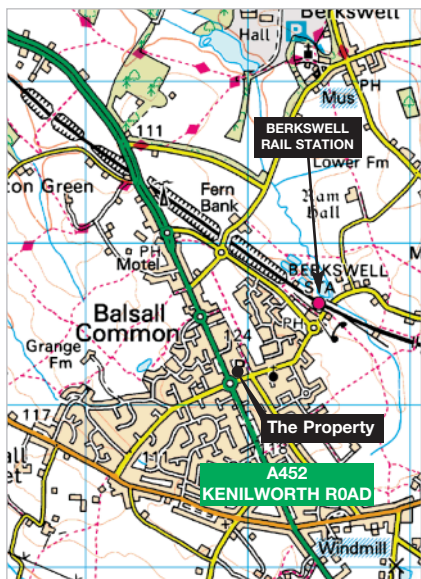 Berkswell
Hall
P
PH
Mus
111
BERKSWELL
RAIL STATION
Lower Fm
ton Green
Fern
Bank
Ram
Hall
PH
Motel
M
BERKSWELL
STA
Balsall
Common
124
PH
Grange
Fm
117
The Property
111
all
et
A452
KENILWORTH R0AD
Windmill